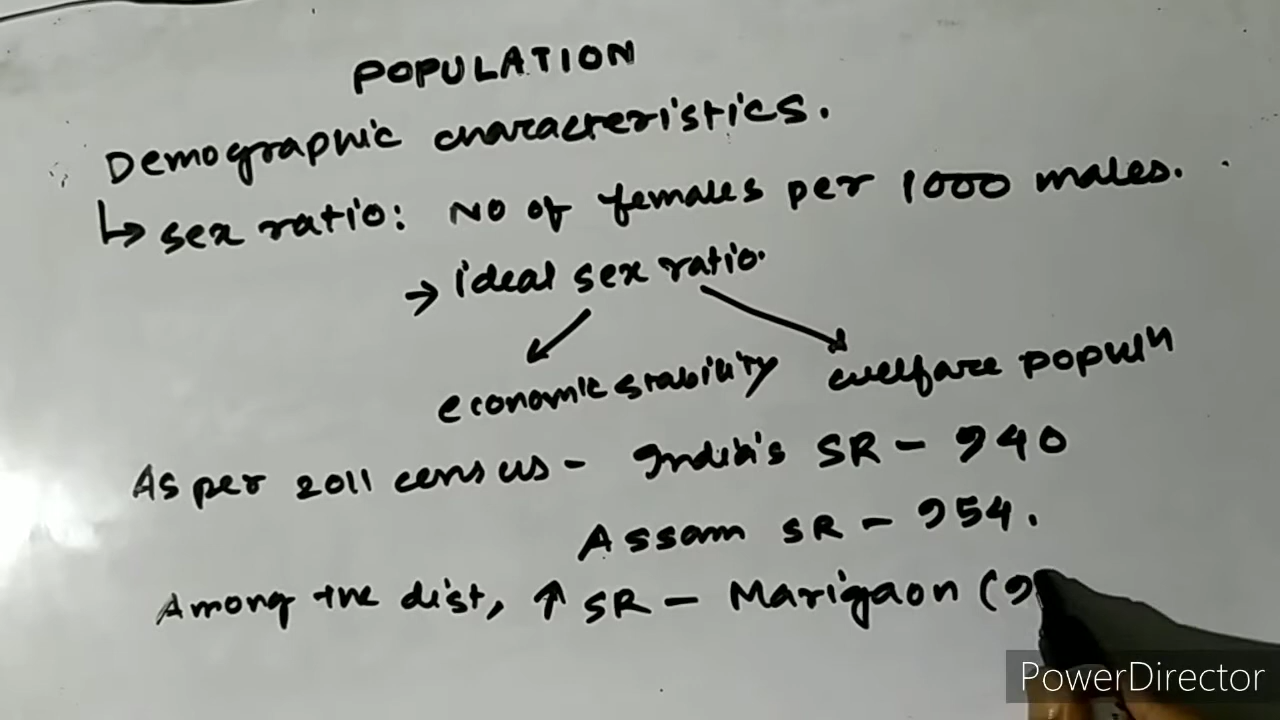 POPULATION
Demographic characteristics.
↳ sex ratio: NO of females per 1000 males.
→ ideal sex ratio.
economic stability welfare populn
As per 2011 census - India's SR - 940
Assam SR - 954.
Among the dist, ↑ SR - Marigaon (9
PowerDirector